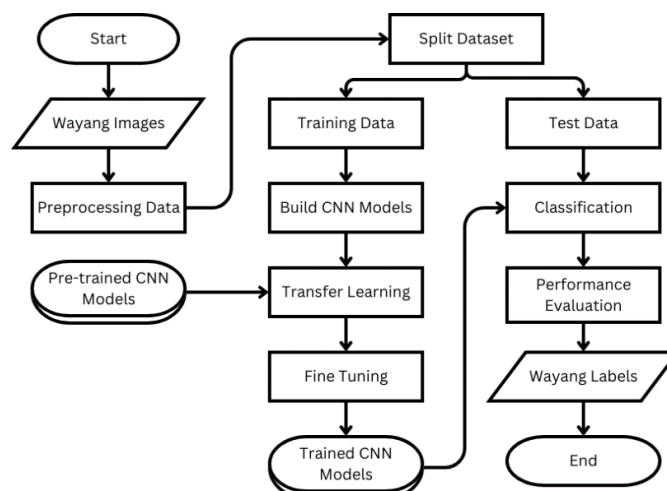 Start
Wayang Images
Preprocessing Data
Pre-trained CNN
Models
Split Dataset
Training Data
Build CNN Models
Transfer Learning
Fine Tuning
Trained CNN
Models
Test Data
Classification
Performance
Evaluation
Wayang Labels
End